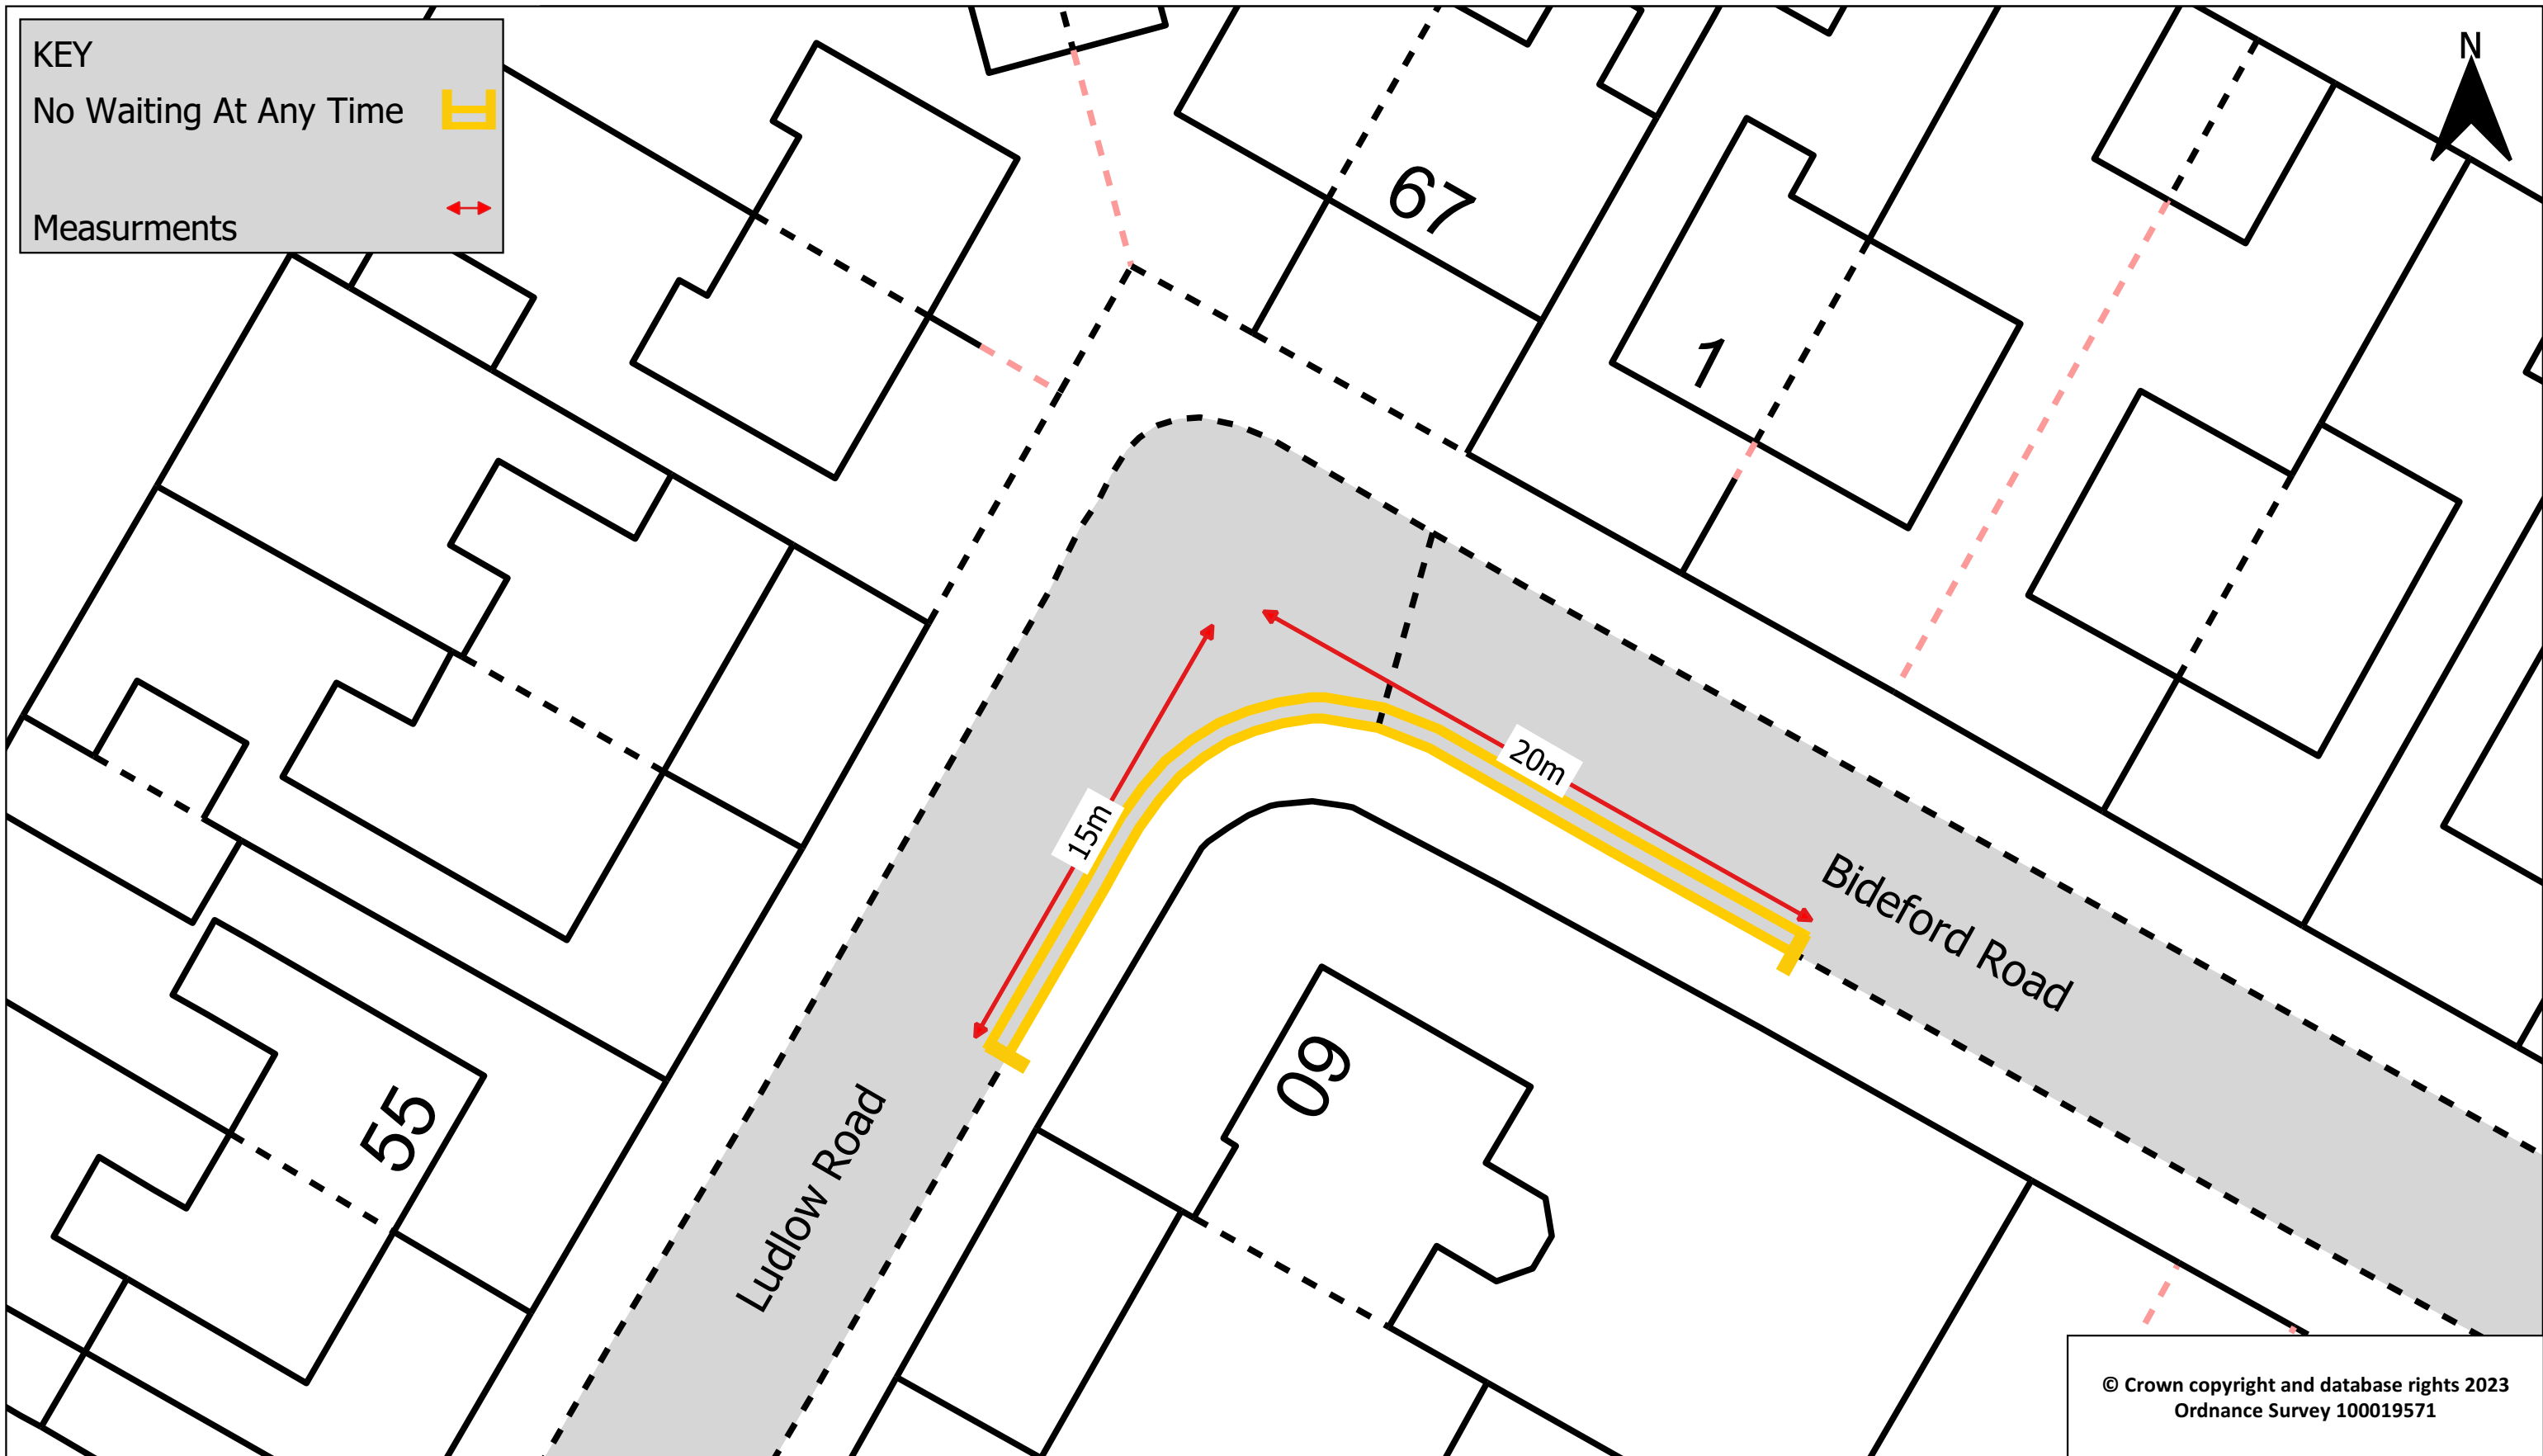 KEY
No Waiting At Any Time
Measurments
N
67
1
20m
15m
Bideford Road
60
55
Ludlow Road
© Crown copyright and database rights 2023
Ordnance Survey 100019571